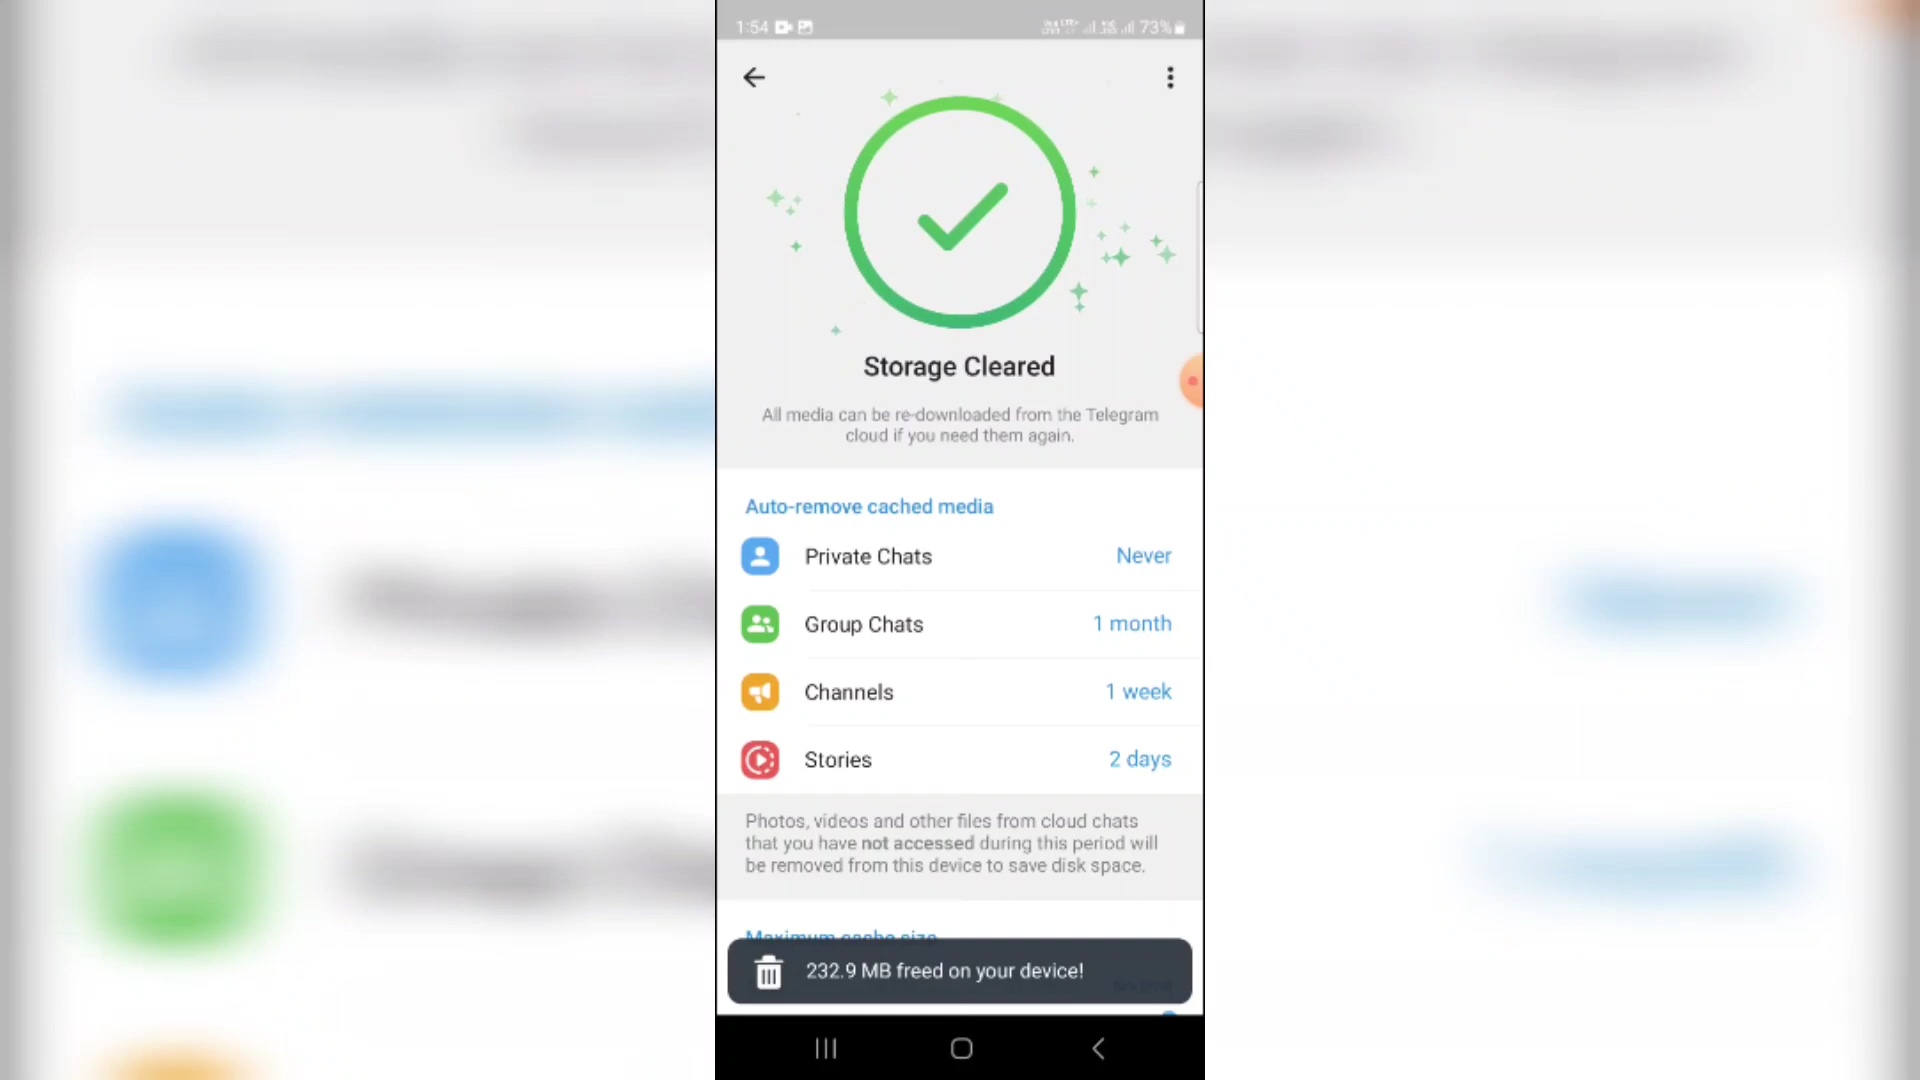 1:54 73%
Storage Cleared
All media can be re-downloaded from the Telegram
cloud if you need them again.
Auto-remove cached media
Private Chats Never
Group Chats 1 month
Channels 1 week
Stories 2 days
Photos, videos and other files from cloud chats
that you have not accessed during this period will
be removed from this device to save disk space.
Maximum cache size
232.9 MB freed on your device!